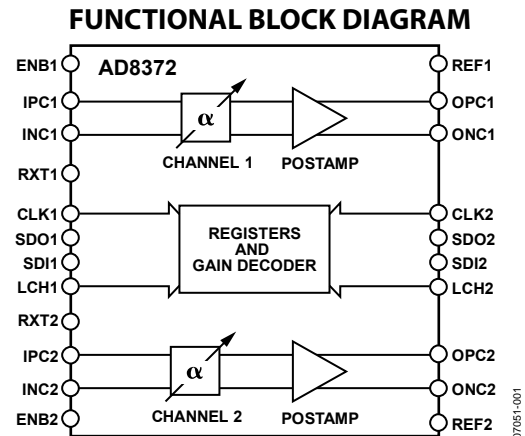 FUNCTIONAL BLOCK DIAGRAM
ENB1
AD8372
REF1
IPC1
OPC1
α
INC1
ONC1
CHANNEL 1
POSTAMP
RXT1
CLK1
CLK2
REGISTERS
AND
GAIN DECODER
SDO1
SDO2
SDI1
SDI2
LCH1
LCH2
RXT2
IPC2
OPC2
α
INC2
ONC2
CHANNEL 2
POSTAMP
ENB2
REF2
07051-001